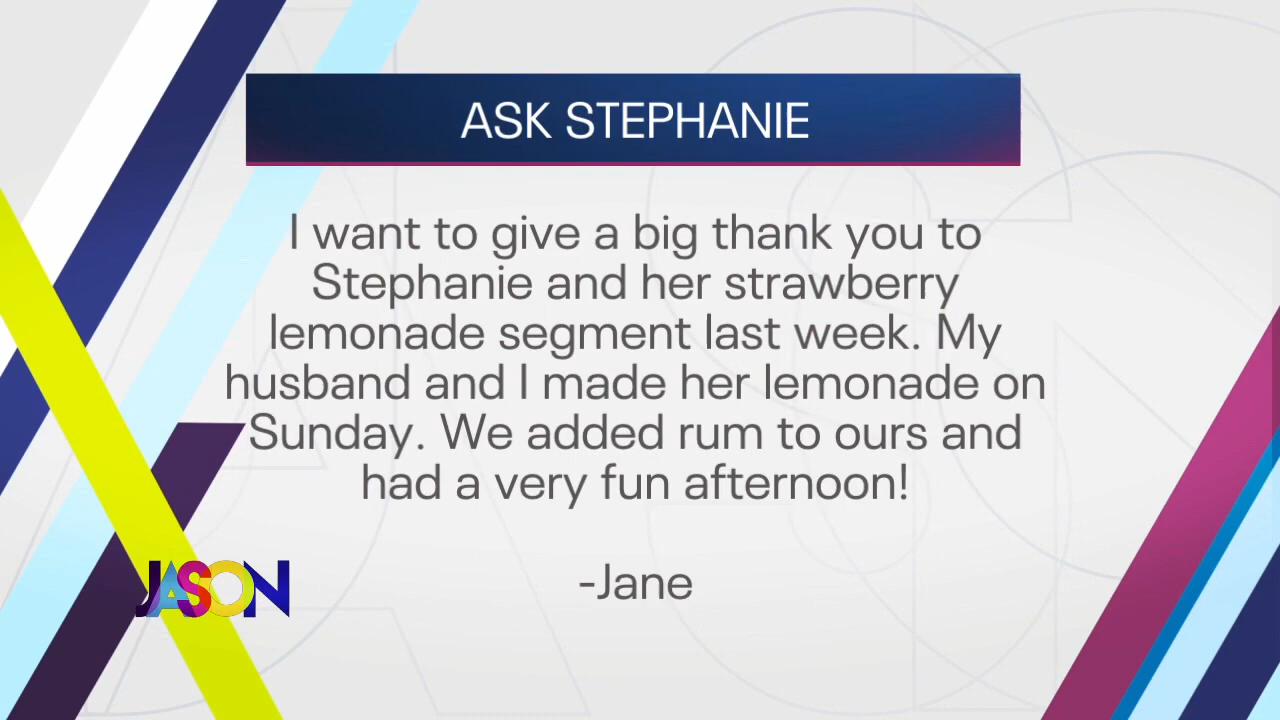 ASK STEPHANIE
I want to give a big thank you to
Stephanie and her strawberry
lemonade segment last week. My
husband and I made her lemonade on
Sunday. We added rum to ours and
had a very fun afternoon!
-Jane
JASON